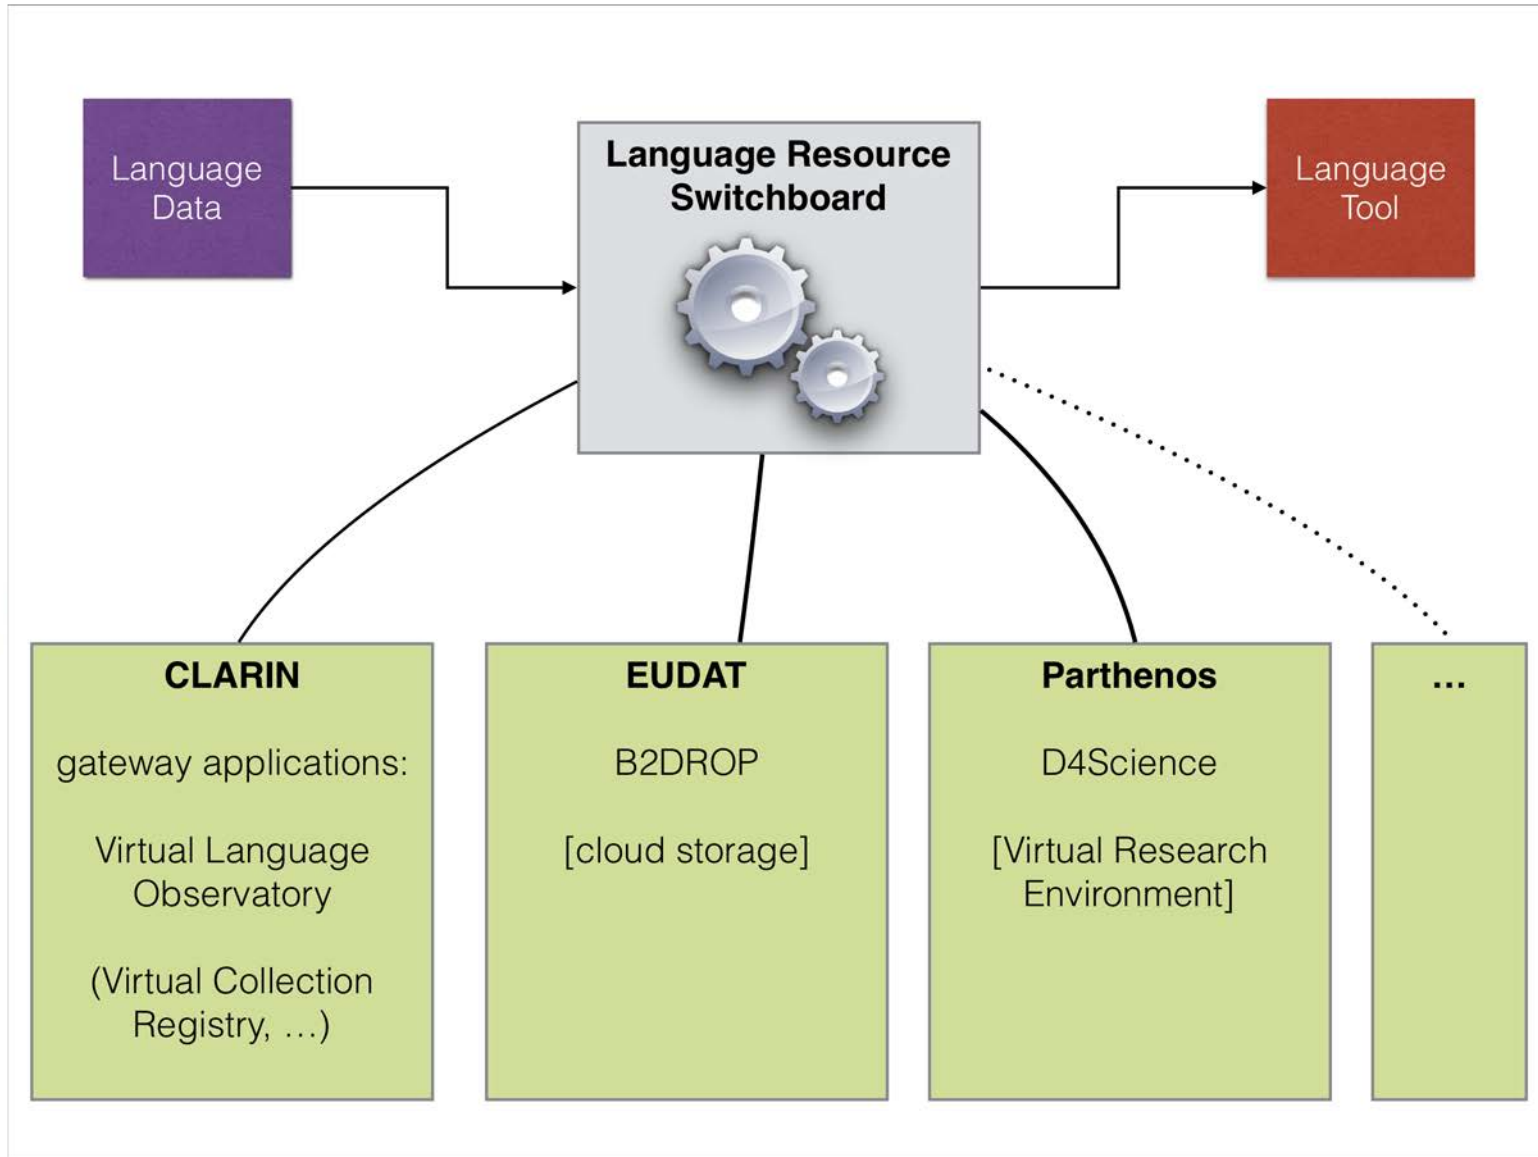 Language
Data
Language Resource
Switchboard
Language
Tool
CLARIN
gateway applications:
Virtual Language
Observatory
(Virtual Collection
Registry, …)
EUDAT
B2DROP
[cloud storage]
Parthenos
D4Science
[Virtual Research
Environment]
…